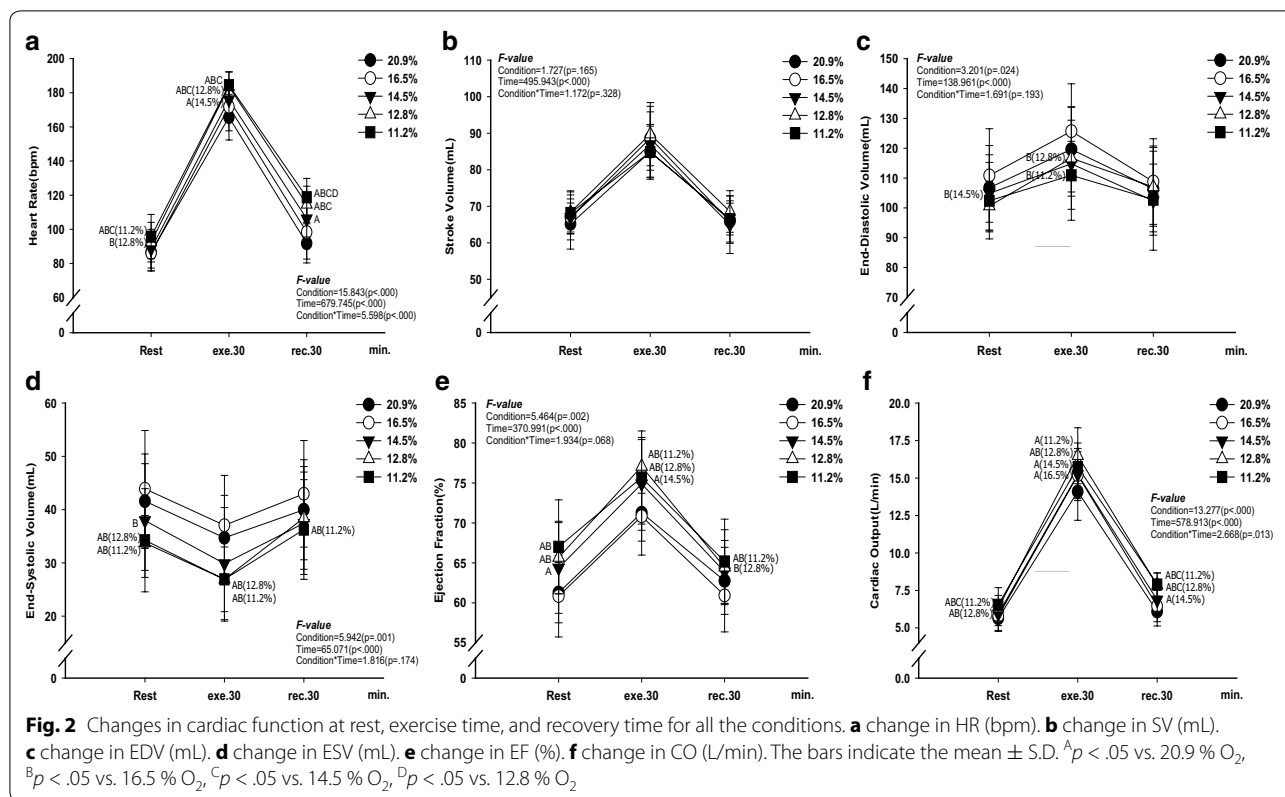 a
200
180
160
140
120
100
80
60
0
Heart Rate(bpm)
ABC
ABC(12.8%)
A(14.5%)
ABC(11.2%)
B(12.8%)
ABCD
ABC
A
20.9%
16.5%
14.5%
12.8%
11.2%
F-value
Condition=15.843(p<.000)
Time=679.745(p<.000)
Condition*Time=5.598(p<.000)
Rest exe.30 rec.30 min.
b
110
100
90
80
70
60
50
0
Stroke Volume(mL)
F-value
Condition=1.727(p=.165)
Time=495.943(p<.000)
Condition*Time=1.172(p=.328)
20.9%
16.5%
14.5%
12.8%
11.2%
Rest exe.30 rec.30 min.
c
170
160
150
140
130
120
110
100
90
80
70
0
End-Diastolic Volume(mL)
F-value
Condition=3.201(p=.024)
Time=138.961(p<.000)
Condition*Time=1.691(p=.193)
20.9%
16.5%
14.5%
12.8%
11.2%
B(12.8%)
B(11.2%)
B(14.5%)
Rest exe.30 rec.30 min.
d
60
50
40
30
20
0
End-Systolic Volume(mL)
20.9%
16.5%
14.5%
12.8%
11.2%
B
AB(12.8%)
AB(11.2%)
AB(11.2%)
AB(12.8%)
AB(11.2%)
F-value
Condition=5.942(p=.001)
Time=65.071(p<.000)
Condition*Time=1.816(p=.174)
Rest exe.30 rec.30 min.
e
85
80
75
70
65
60
55
0
Ejection Fraction(%)
F-value
Condition=5.464(p=.002)
Time=370.991(p<.000)
Condition*Time=1.934(p=.068)
20.9%
16.5%
14.5%
12.8%
11.2%
AB(11.2%)
AB(12.8%)
A(14.5%)
AB
AB
A
AB(11.2%)
B(12.8%)
Rest exe.30 rec.30 min.
f
20.0
17.5
15.0
12.5
10.0
7.5
5.0
0.0
Cardiac Output(L/min)
20.9%
16.5%
14.5%
12.8%
11.2%
A(11.2%)
AB(12.8%)
A(14.5%)
A(16.5%)
F-value
Condition=13.277(p<.000)
Time=578.913(p<.000)
Condition*Time=2.668(p=.013)
ABC(11.2%)
AB(12.8%)
ABC(11.2%)
ABC(12.8%)
A(14.5%)
Rest exe.30 rec.30 min.
Fig. 2 Changes in cardiac function at rest, exercise time, and recovery time for all the conditions. a change in HR (bpm). b change in SV (mL).
c change in EDV (mL). d change in ESV (mL). e change in EF (%). f change in CO (L/min). The bars indicate the mean ± S.D. ᴬp < .05 vs. 20.9 % O₂,
ᴮp < .05 vs. 16.5 % O₂, ᶜp < .05 vs. 14.5 % O₂, ᴰp < .05 vs. 12.8 % O₂